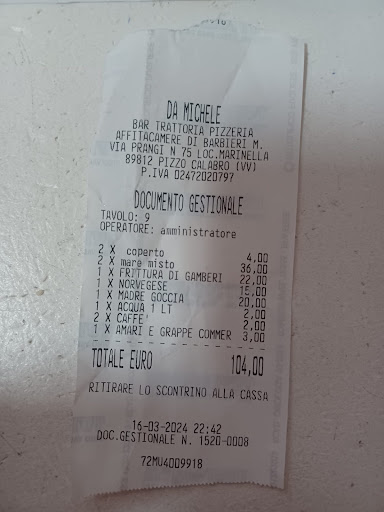 DA MICHELE
BAR TRATTORIA PIZZERIA
AFFITACAMERE DI BARBIERI M.
VIA PRANGI N 75 LOC.MARINELLA
89812 PIZZO CALABRO (VV)
P.IVA 02472020797
DOCUMENTO GESTIONALE
TAVOLO: 9
OPERATORE: amministratore
2 X coperto 4,00
2 X mare misto 36,00
1 X FRITTURA DI GAMBERI 22,00
1 X NORVEGESE 15,00
1 X MADRE GOCCIA 20,00
1 X ACQUA 1 LT 2,00
2 X CAFFE' 2,00
1 X AMARI E GRAPPE COMMER 3,00
TOTALE EURO 104,00
RITIRARE LO SCONTRINO ALLA CASSA
16-03-2024 22:42
DOC.GESTIONALE N. 1520-0008
72MU4009918